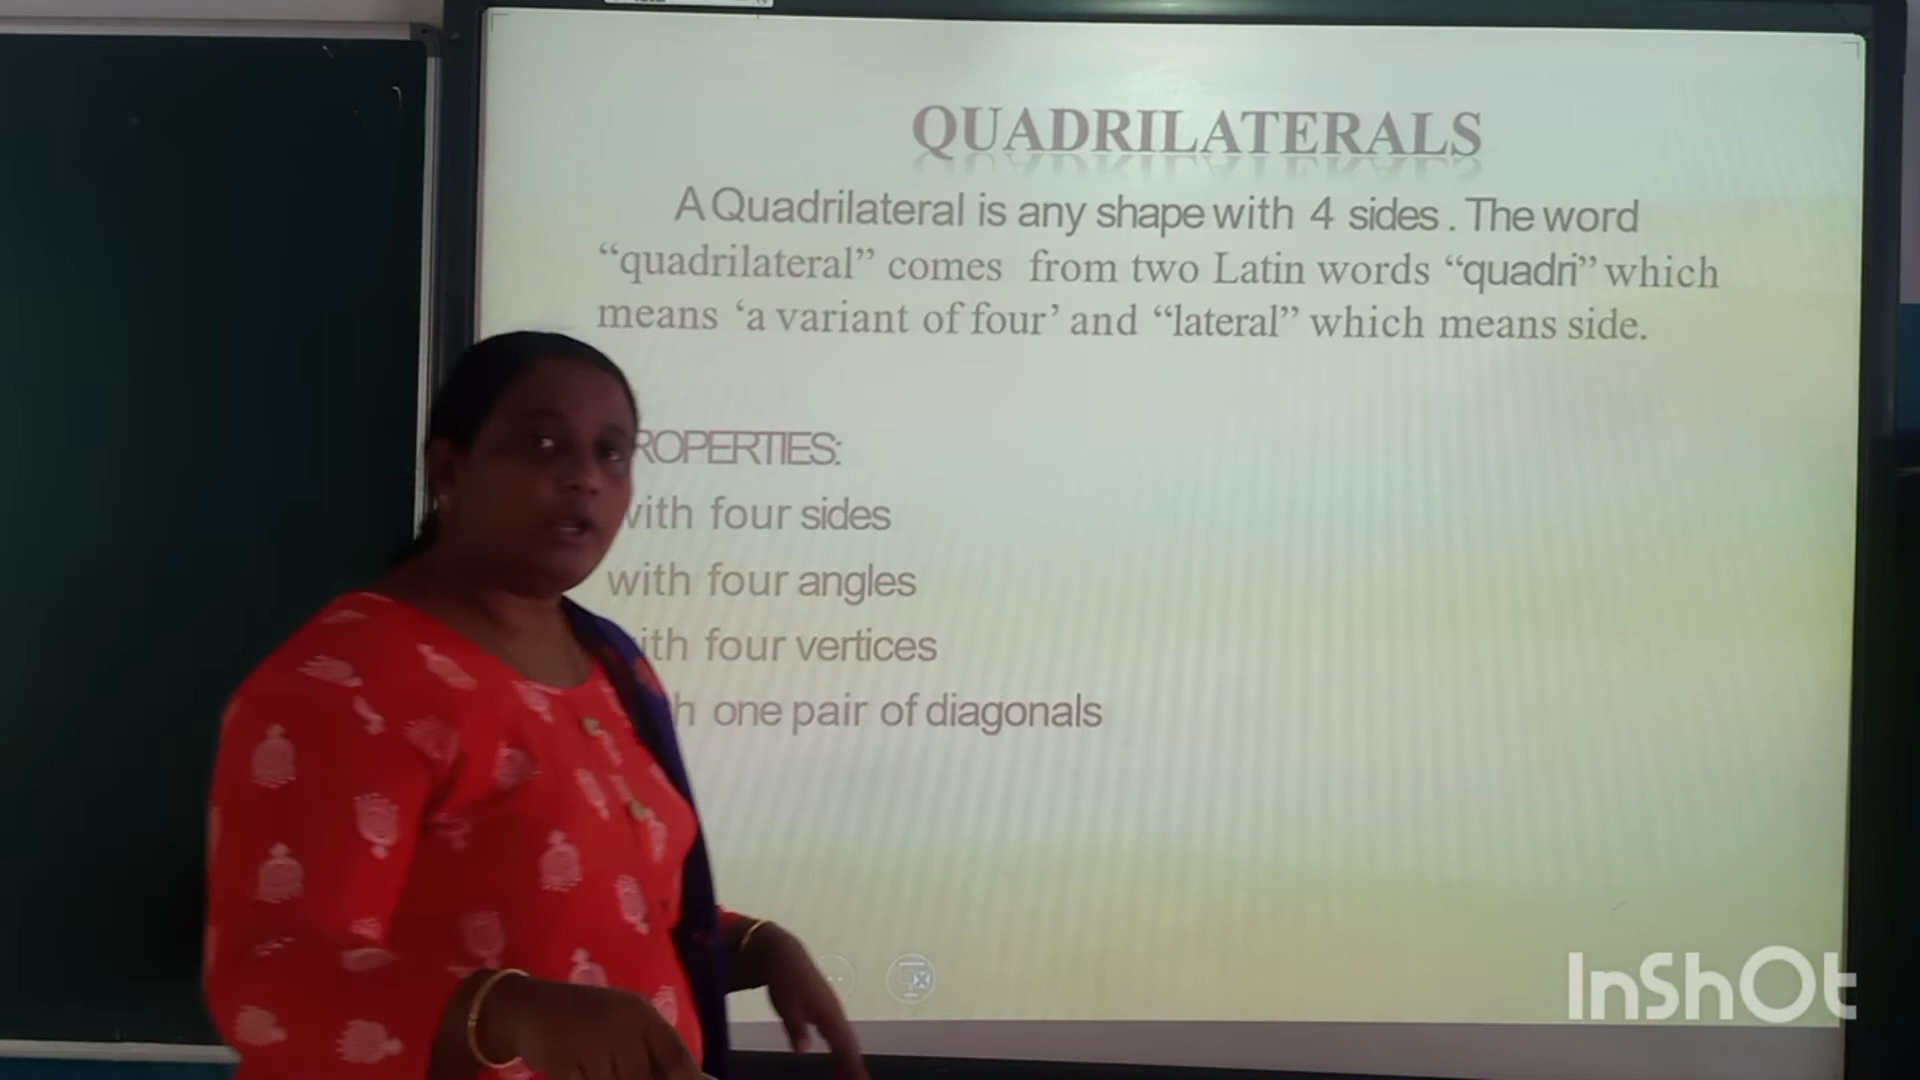 QUADRILATERALS
A Quadrilateral is any shape with 4 sides. The word
“quadrilateral” comes from two Latin words “quadri” which
means ‘a variant of four’ and “lateral” which means side.
ROPERTIES:
with four sides
with four angles
ith four vertices
h one pair of diagonals
InShOt